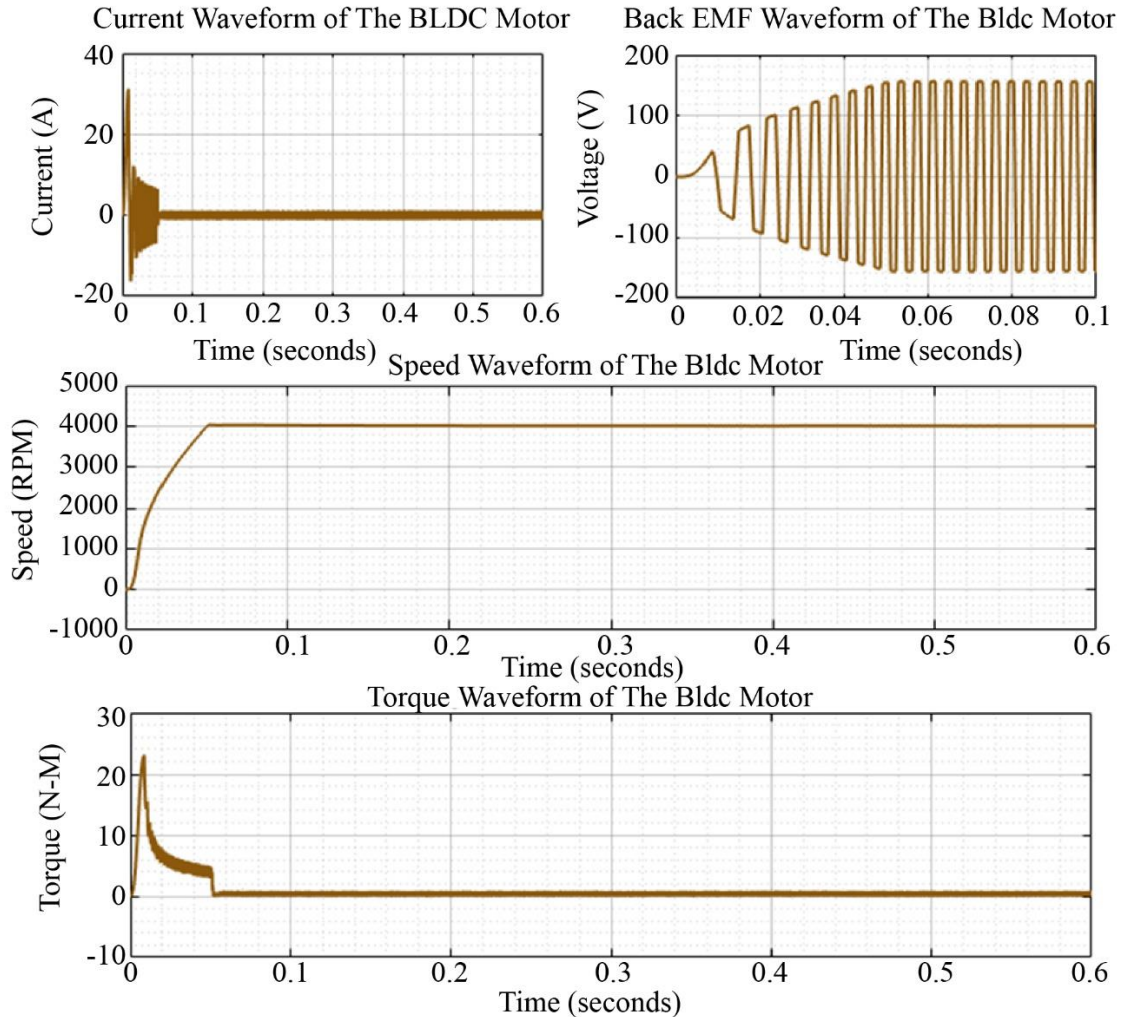 Current Waveform of The BLDC Motor
40
20
0
-20
Current (A)
0 0.1 0.2 0.3 0.4 0.5 0.6
Time (seconds)
Back EMF Waveform of The Bldc Motor
200
100
0
-100
-200
Voltage (V)
0 0.02 0.04 0.06 0.08 0.1
Time (seconds)
Speed Waveform of The Bldc Motor
5000
4000
3000
2000
1000
0
-1000
Speed (RPM)
0 0.1 0.2 0.3 0.4 0.5 0.6
Time (seconds)
Torque Waveform of The Bldc Motor
30
20
10
0
-10
Torque (N-M)
0 0.1 0.2 0.3 0.4 0.5 0.6
Time (seconds)